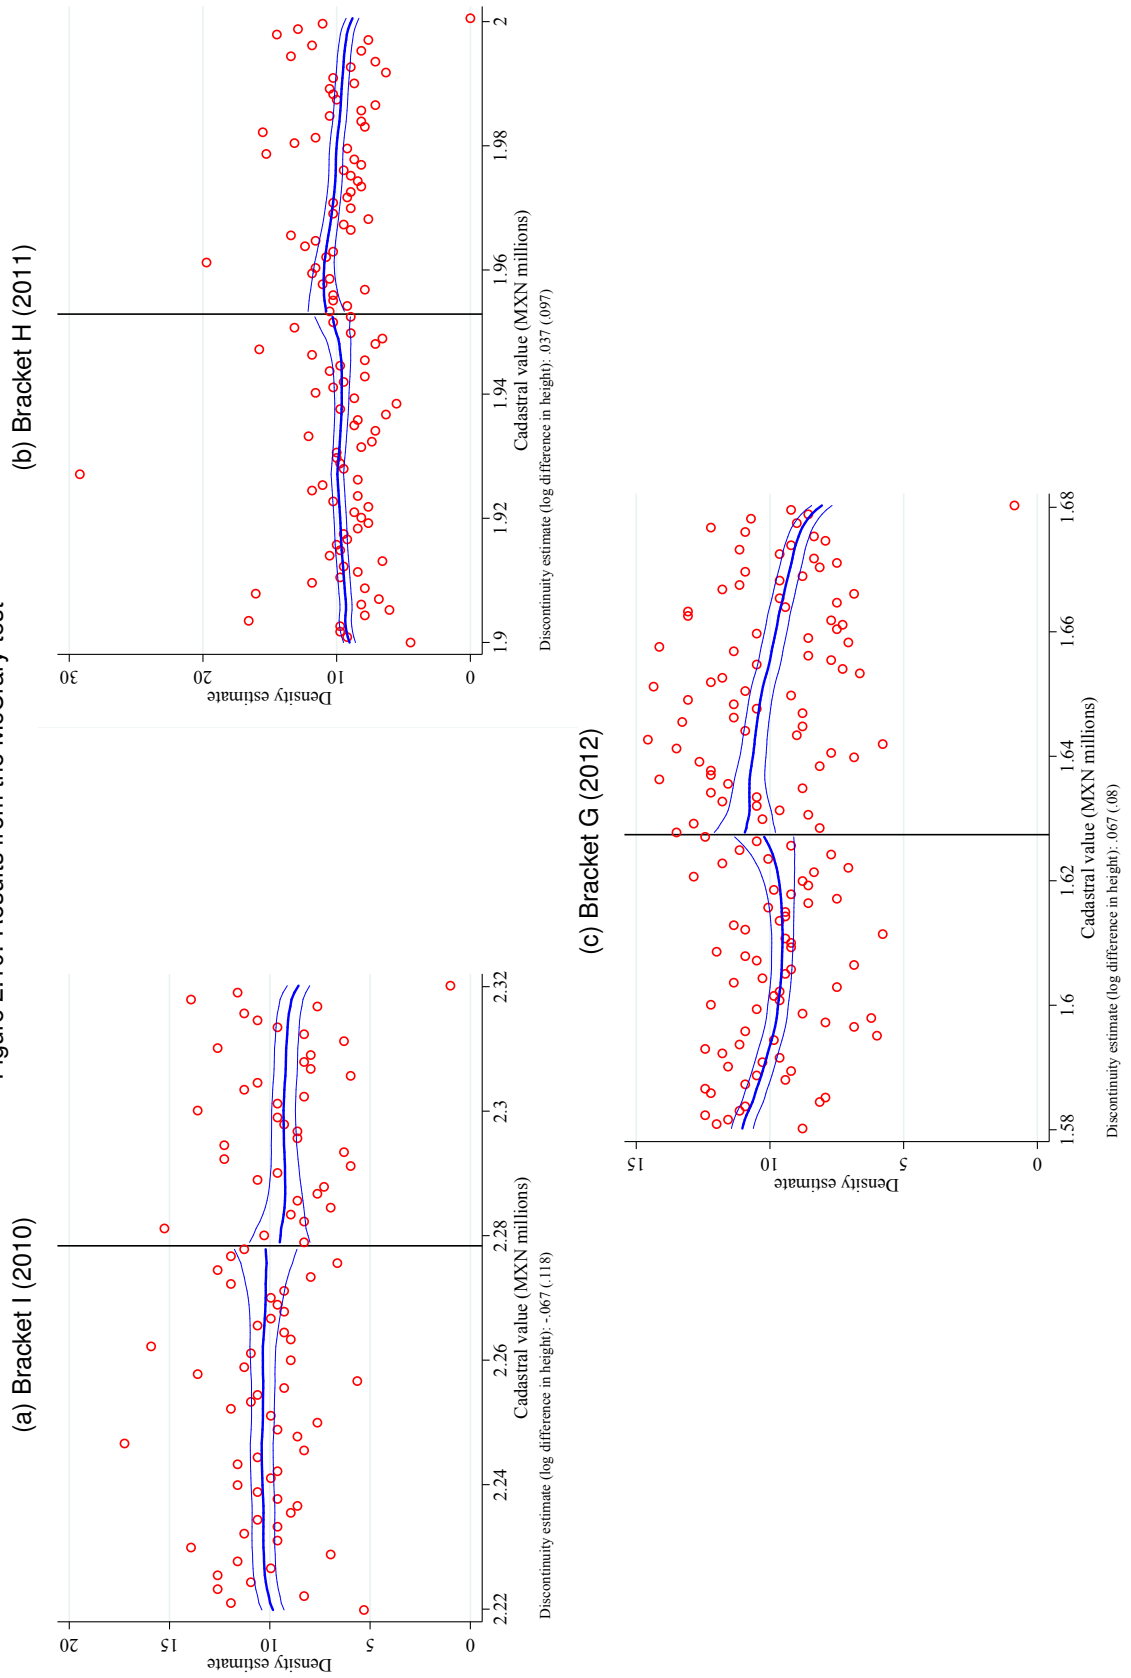 (a) Bracket I (2010)
Density estimate
20
15
10
5
0
2.22
2.24
2.26
2.28
2.3
2.32
Cadastral value (MXN millions)
Discontinuity estimate (log difference in height): -.067 (.118)
(b) Bracket H (2011)
Density estimate
30
20
10
0
1.9
1.92
1.94
1.96
1.98
2
Cadastral value (MXN millions)
Discontinuity estimate (log difference in height): .037 (.097)
(c) Bracket G (2012)
Density estimate
15
10
5
0
1.58
1.6
1.62
1.64
1.66
1.68
Cadastral value (MXN millions)
Discontinuity estimate (log difference in height): .067 (.08)